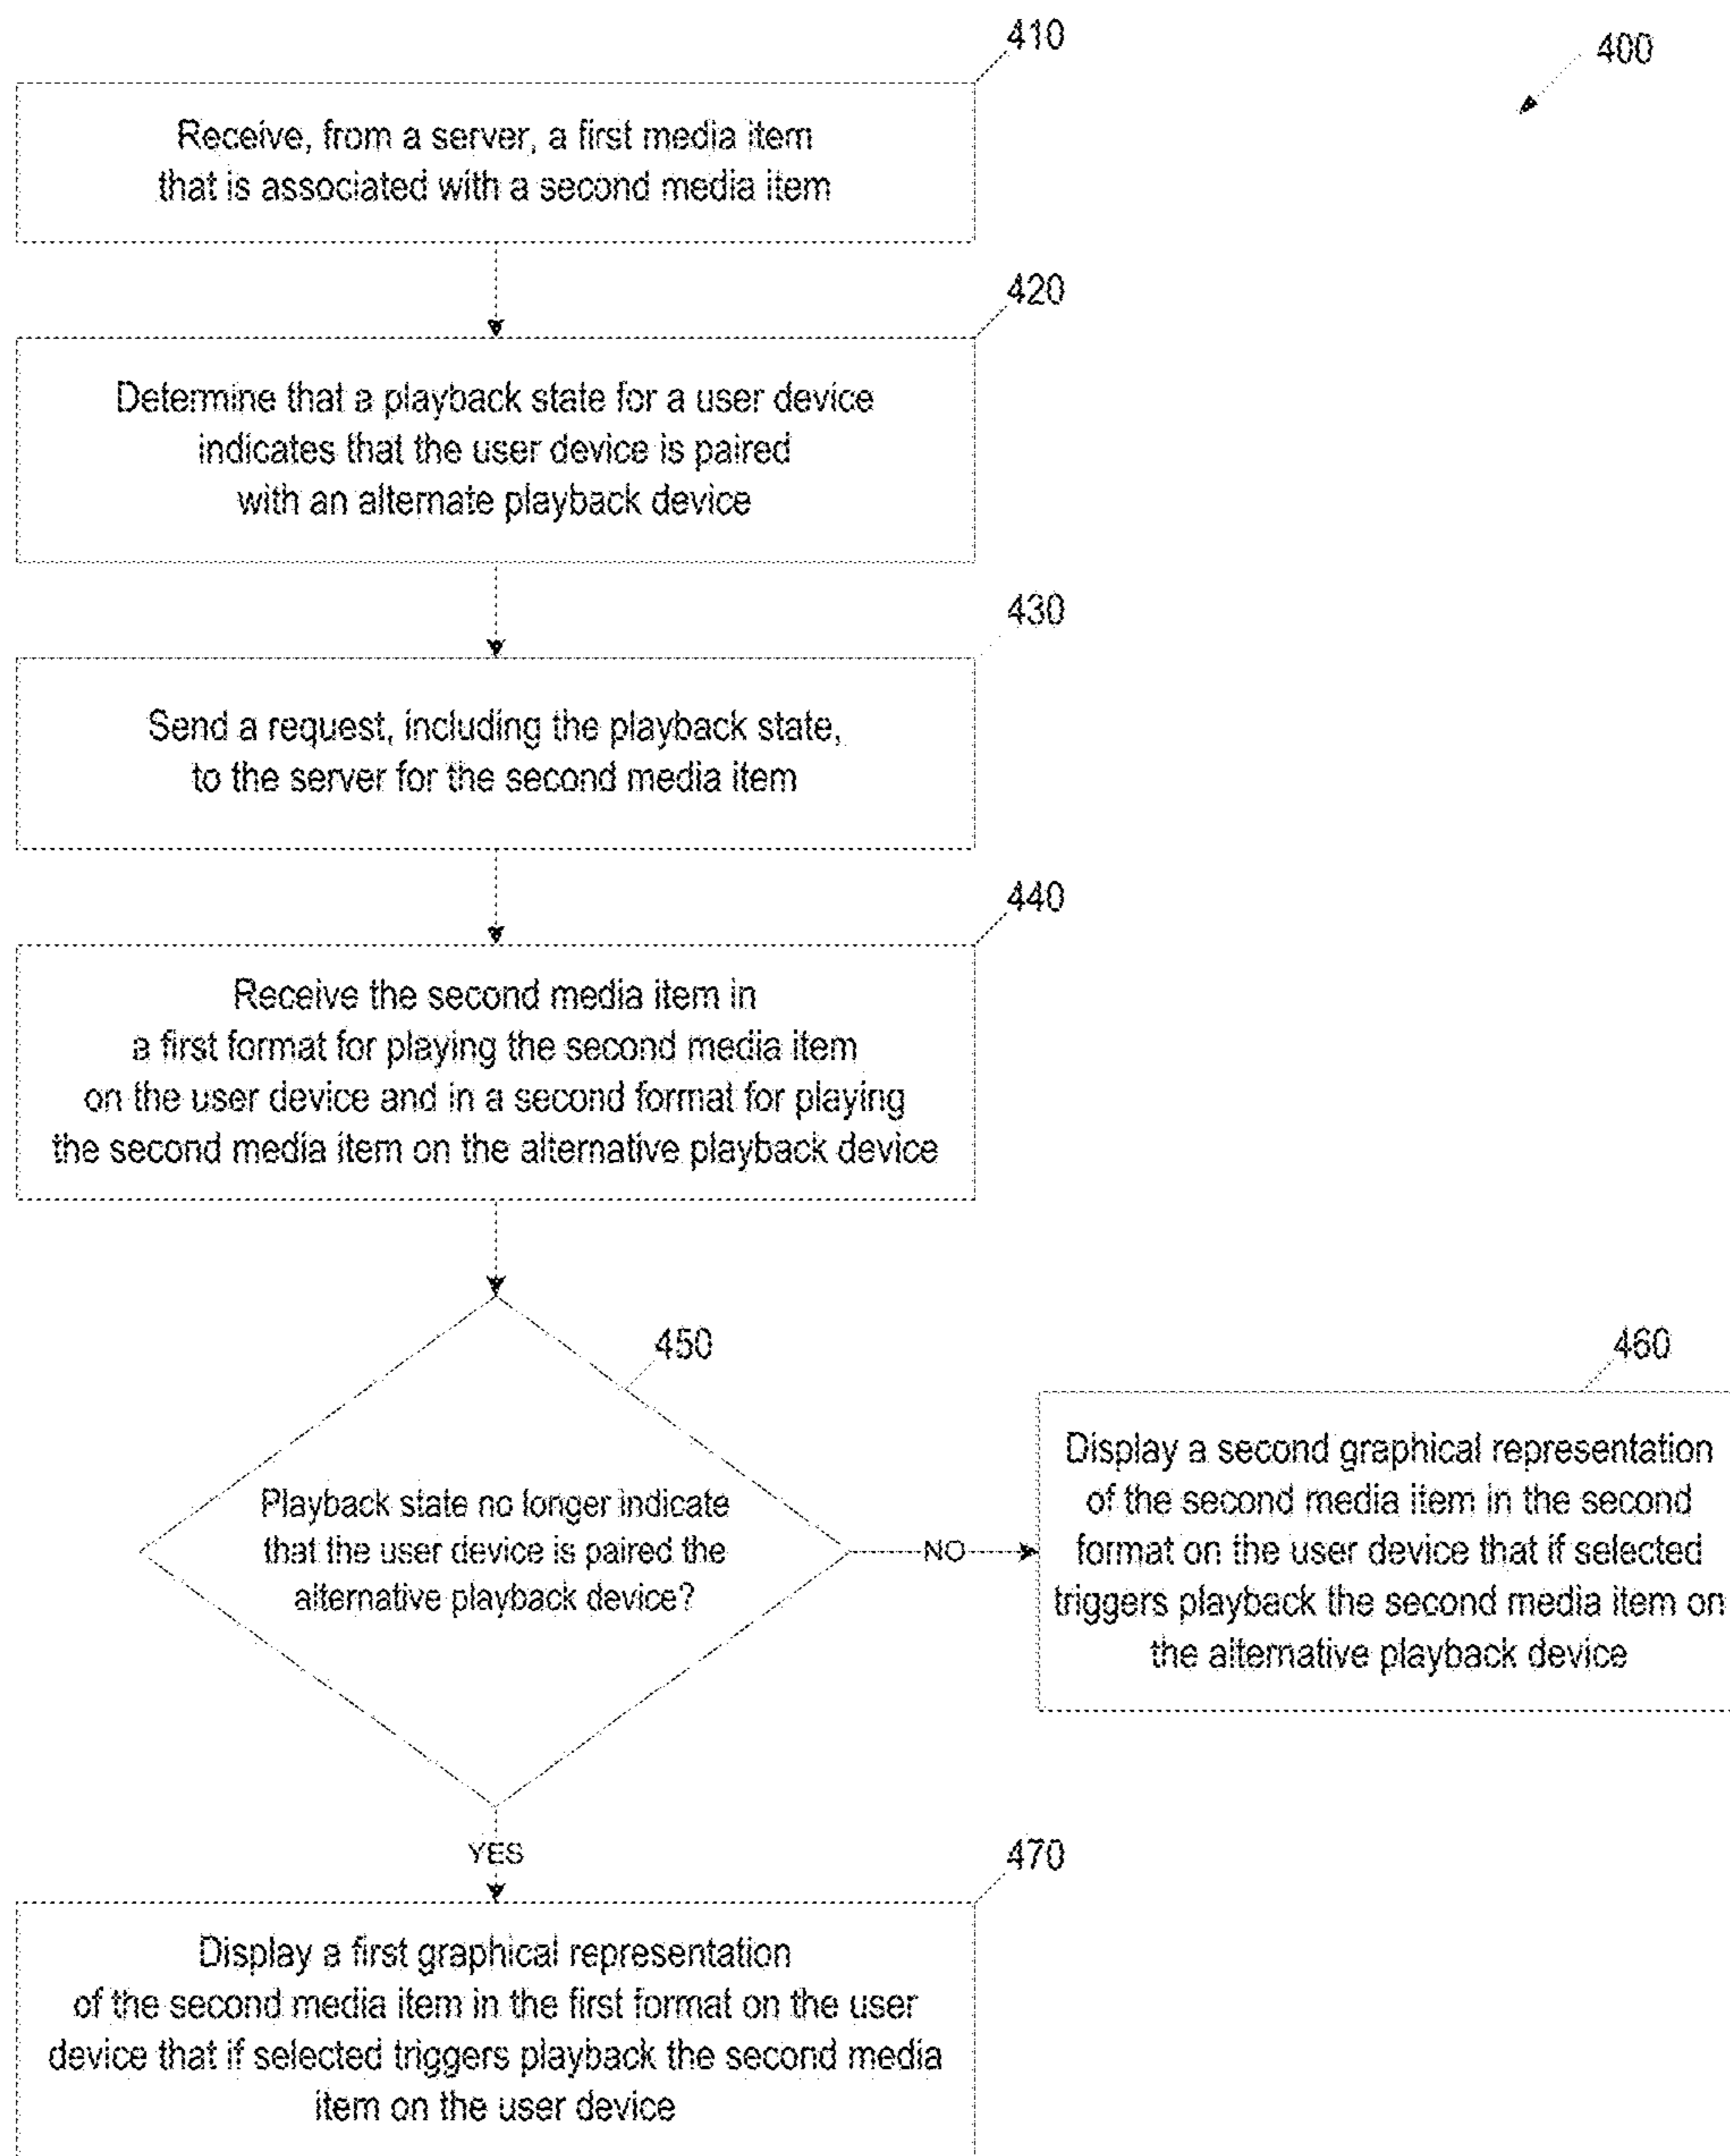 410
400
Receive, from a server, a first media item
that is associated with a second media item
420
Determine that a playback state for a user device
indicates that the user device is paired
with an alternate playback device
430
Send a request, including the playback state,
to the server for the second media item
440
Receive the second media item in
a first format for playing the second media item
on the user device and in a second format for playing
the second media item on the alternative playback device
450
Playback state no longer indicate
that the user device is paired the
alternative playback device?
NO
460
Display a second graphical representation
of the second media item in the second
format on the user device that if selected
triggers playback the second media item on
the alternative playback device
YES
470
Display a first graphical representation
of the second media item in the first format on the user
device that if selected triggers playback the second media
item on the user device